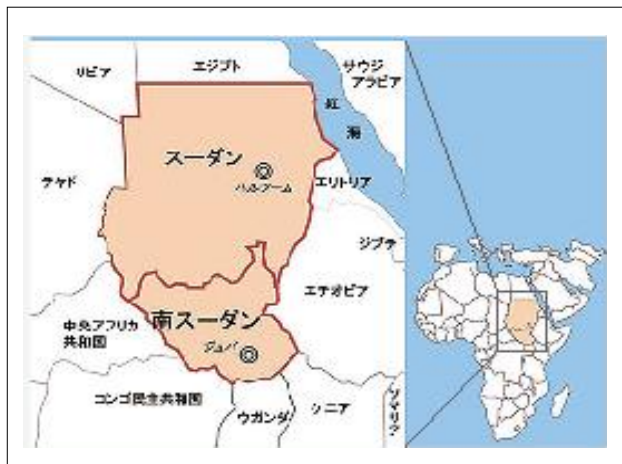 リビア
エジプト
サウジ
アラビア
紅
海
スーダン
ハルツーム
チャド
エリトリア
ジブチ
エチオピア
中央アフリカ
共和国
南スーダン
ジュバ
コンゴ民主共和国
ウガンダ
ケニア
ソマリア